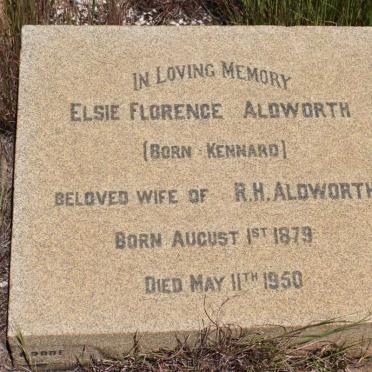 IN LOVING MEMORY
ELSIE FLORENCE ALDWORTH
(BORN KENNARD)
BELOVED WIFE OF R.H. ALDWORTH
BORN AUGUST 1ST 1879
DIED MAY 11TH 1950